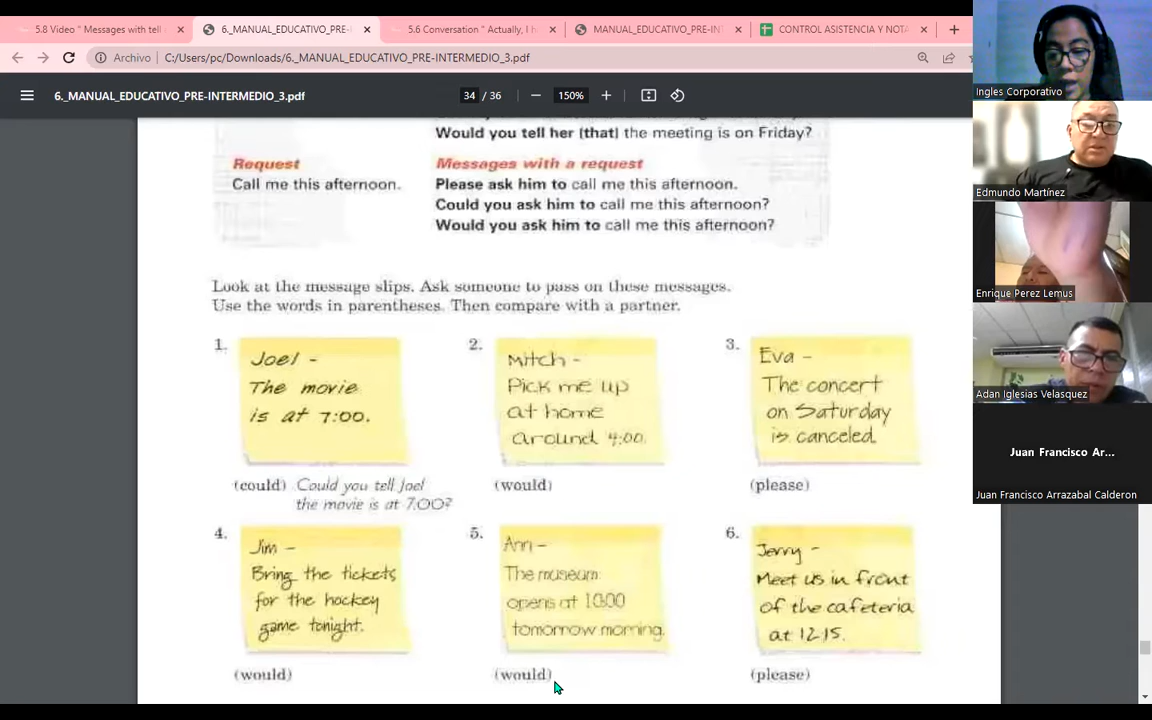 5.8 Video " Messages with tell
6._MANUAL_EDUCATIVO_PRE-
5.6 Conversation " Actually, I h
MANUAL_EDUCATIVO_PRE-INT
CONTROL ASISTENCIA Y NOTA
Archivo
C:/Users/pc/Downloads/6._MANUAL_EDUCATIVO_PRE-INTERMEDIO_3.pdf
6._MANUAL_EDUCATIVO_PRE-INTERMEDIO_3.pdf
34 / 36
150%
Would you tell her (that) the meeting is on Friday?
Request
Messages with a request
Call me this afternoon.
Please ask him to call me this afternoon.
Could you ask him to call me this afternoon?
Would you ask him to call me this afternoon?
Look at the message slips. Ask someone to pass on these messages.
Use the words in parentheses. Then compare with a partner.
1.
Joel -
The movie
is at 7:00.
(could) Could you tell Joel
the movie is at 7:00?
2.
Mitch -
Pick me up
at home
around 4:00.
(would)
3.
Eva -
The concert
on Saturday
is canceled.
(please)
4.
Jim -
Bring the tickets
for the hockey
game tonight.
(would)
5.
Ann -
The museum
opens at 10:00
tomorrow morning.
(would)
6.
Jerry -
Meet us in front
of the cafeteria
at 12:15.
(please)
Ingles Corporativo
Edmundo Martínez
Enrique Perez Lemus
Adan Iglesias Velasquez
Juan Francisco Ar...
Juan Francisco Arrazabal Calderon